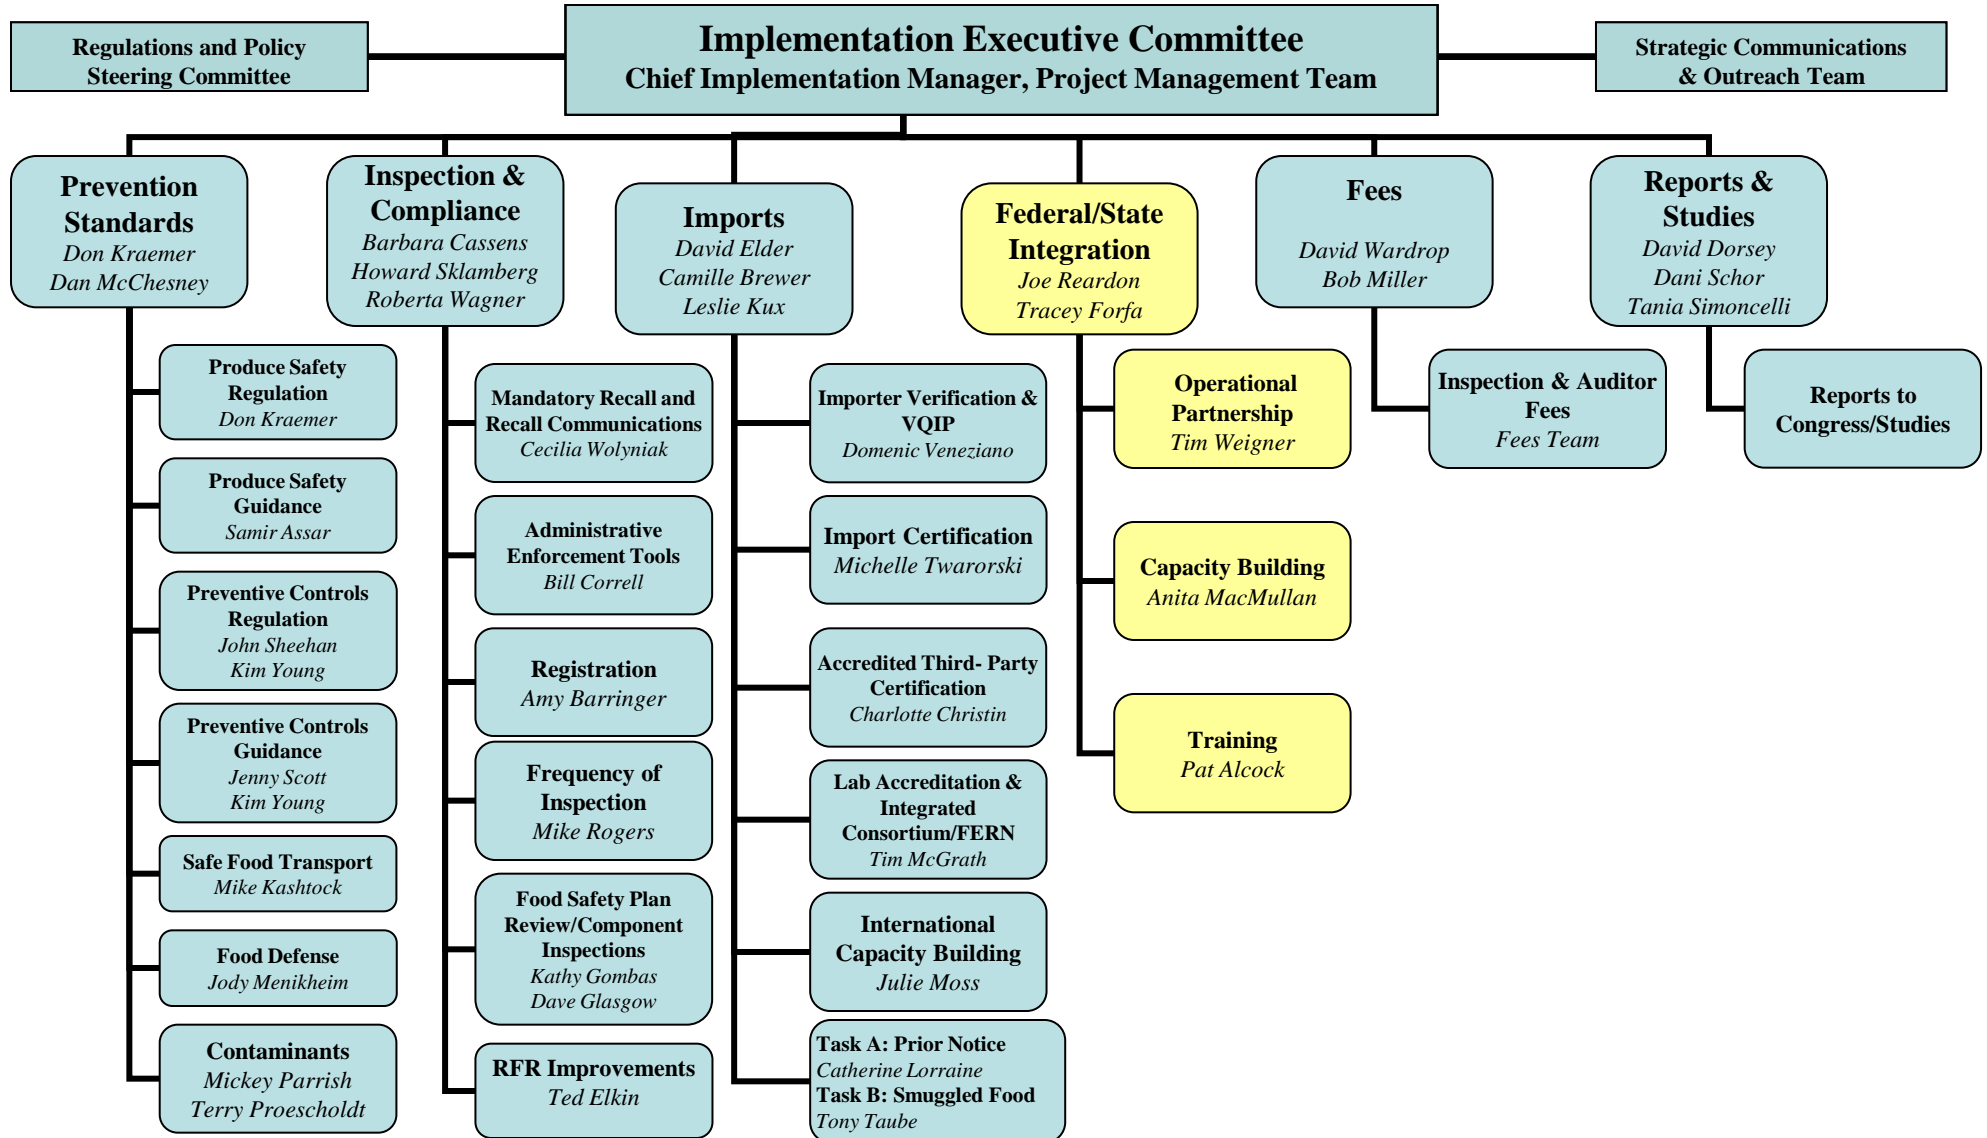 Regulations and Policy
Steering Committee
Implementation Executive Committee
Chief Implementation Manager, Project Management Team
Strategic Communications
& Outreach Team
Prevention
Standards
Don Kraemer
Dan McChesney
Produce Safety
Regulation
Don Kraemer
Produce Safety
Guidance
Samir Assar
Preventive Controls
Regulation
John Sheehan
Kim Young
Preventive Controls
Guidance
Jenny Scott
Kim Young
Safe Food Transport
Mike Kashtock
Food Defense
Jody Menikheim
Contaminants
Mickey Parrish
Terry Proescholdt
Inspection &
Compliance
Barbara Cassens
Howard Sklamberg
Roberta Wagner
Mandatory Recall and
Recall Communications
Cecilia Wolyniak
Administrative
Enforcement Tools
Bill Correll
Registration
Amy Barringer
Frequency of
Inspection
Mike Rogers
Food Safety Plan
Review/Component
Inspections
Kathy Gombas
Dave Glasgow
RFR Improvements
Ted Elkin
Imports
David Elder
Camille Brewer
Leslie Kux
Importer Verification &
VQIP
Domenic Veneziano
Import Certification
Michelle Twarorski
Accredited Third- Party
Certification
Charlotte Christin
Lab Accreditation &
Integrated
Consortium/FERN
Tim McGrath
International
Capacity Building
Julie Moss
Task A: Prior Notice
Catherine Lorraine
Task B: Smuggled Food
Tony Taube
Federal/State
Integration
Joe Reardon
Tracey Forfa
Operational
Partnership
Tim Weigner
Capacity Building
Anita MacMullan
Training
Pat Alcock
Fees
David Wardrop
Bob Miller
Inspection & Auditor
Fees
Fees Team
Reports &
Studies
David Dorsey
Dani Schor
Tania Simoncelli
Reports to
Congress/Studies